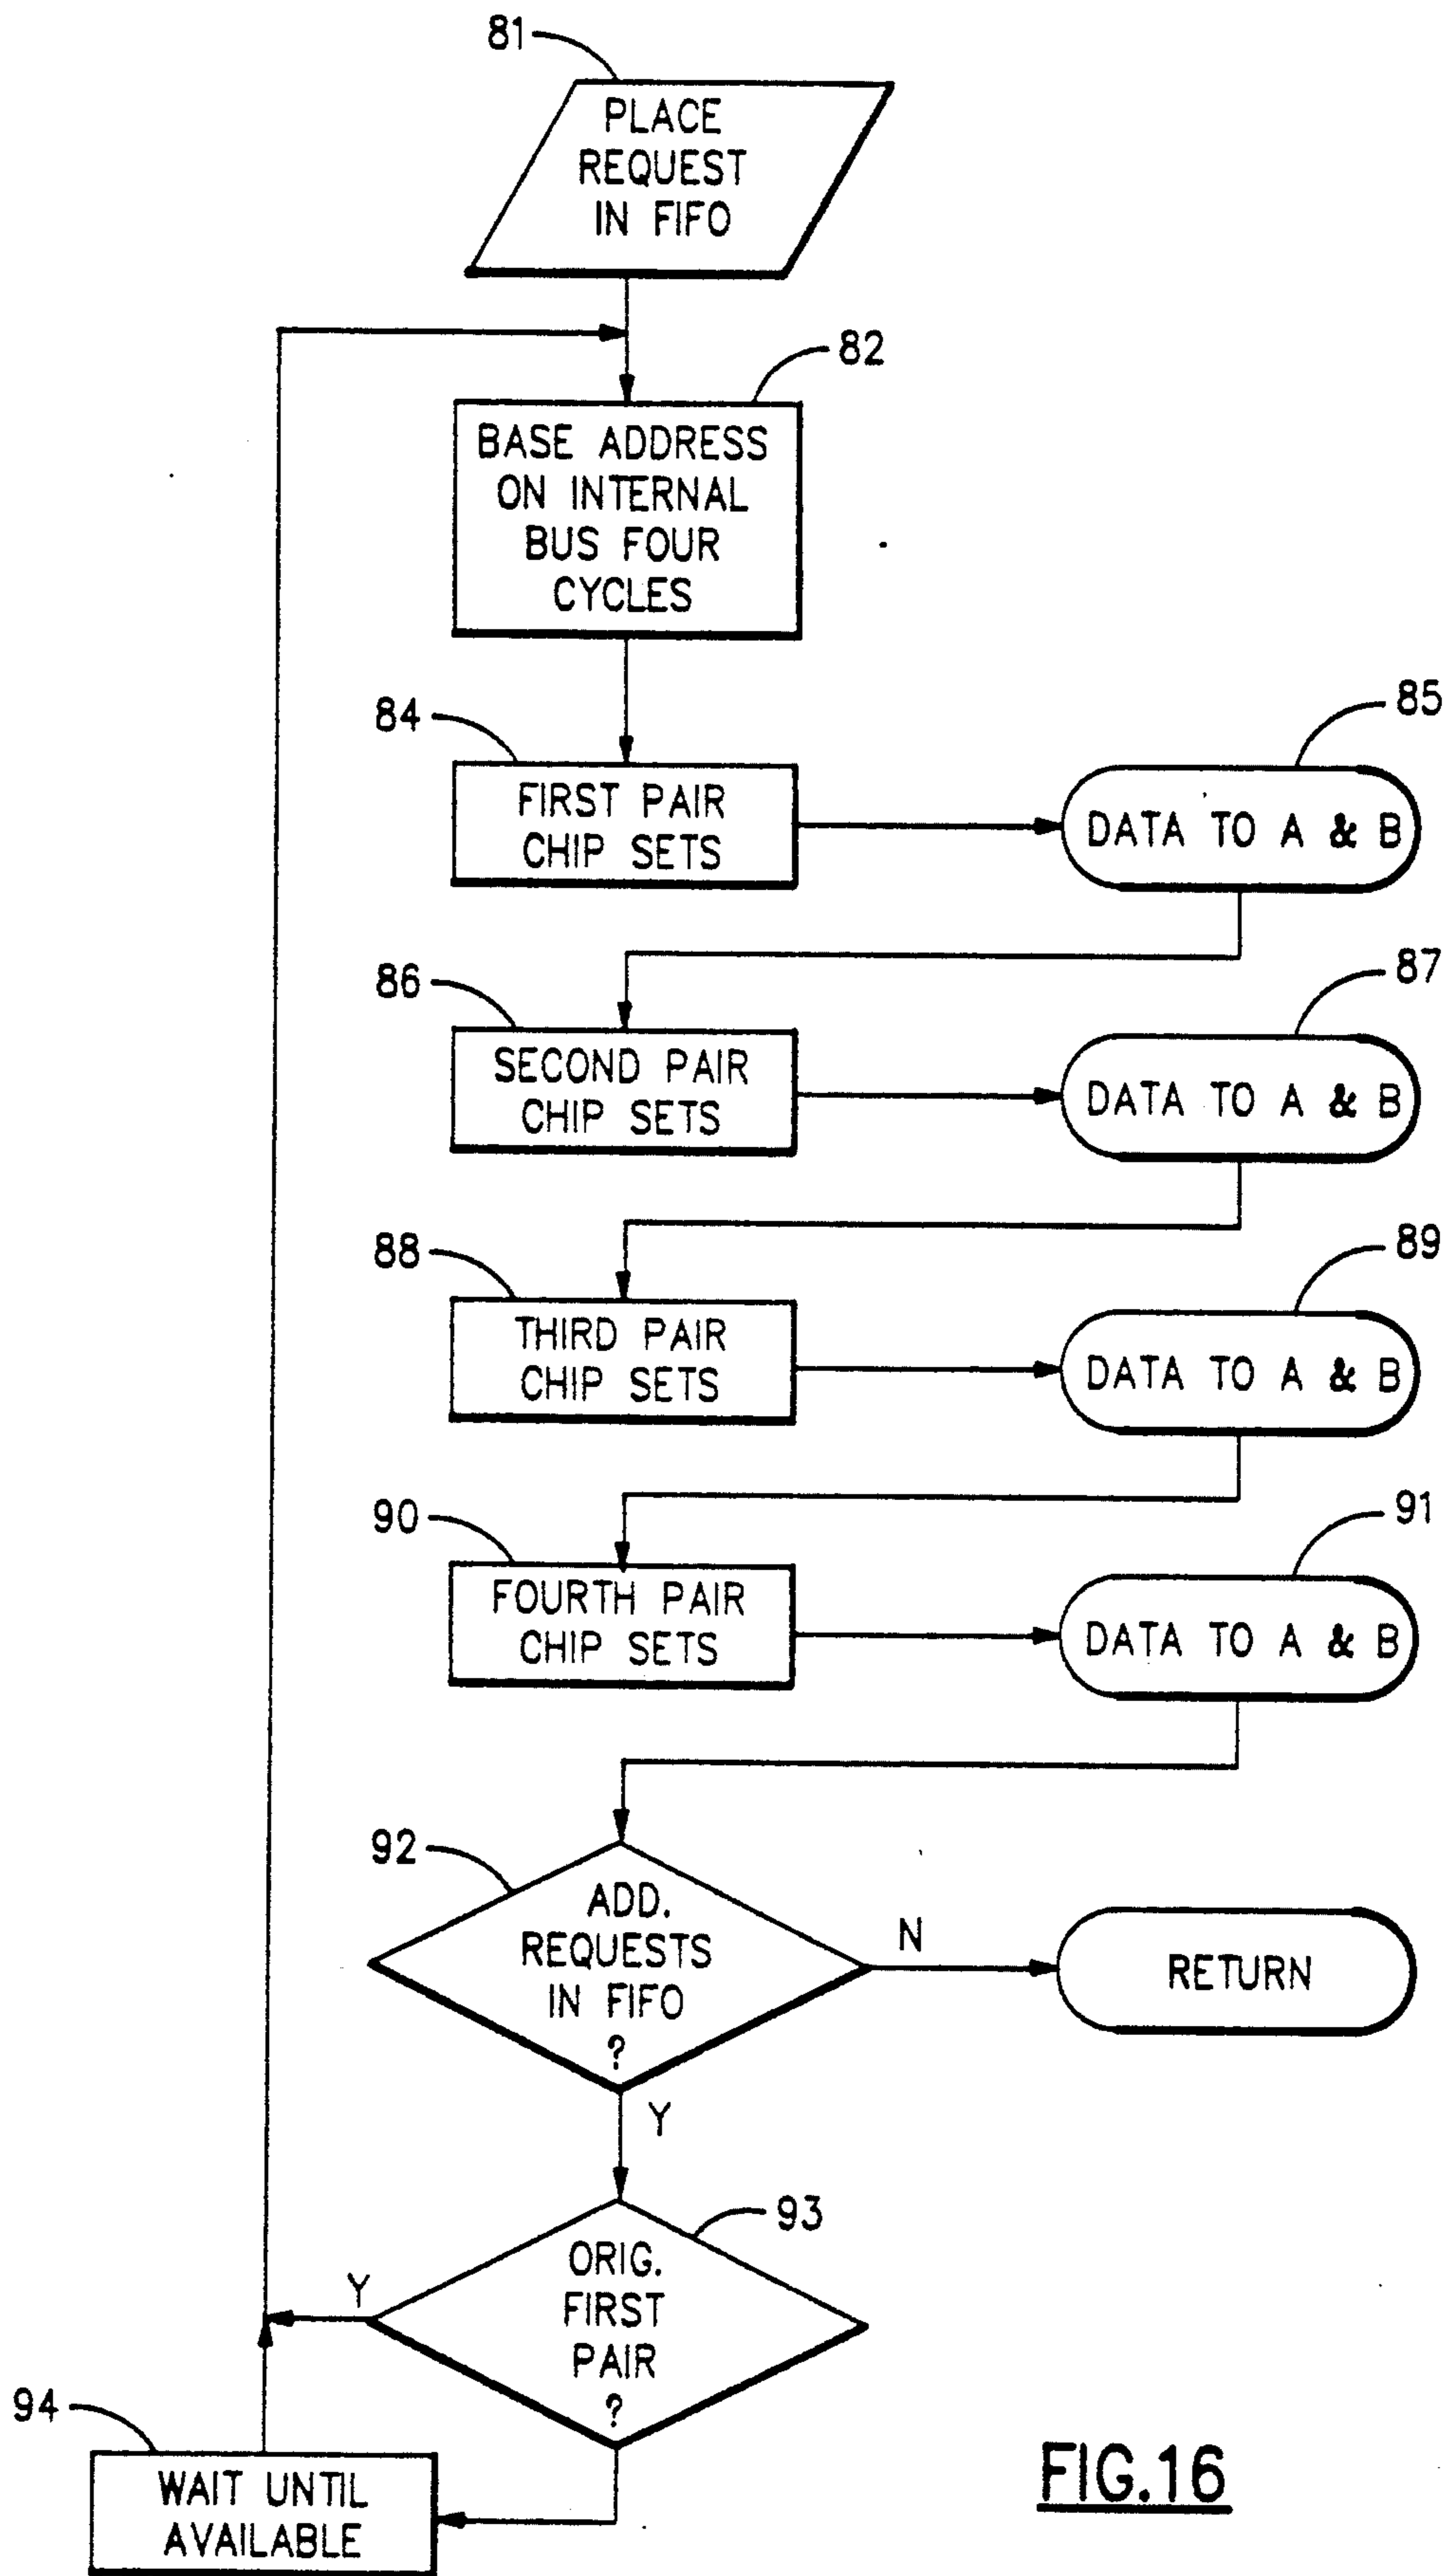 81
PLACE
REQUEST
IN FIFO
82
BASE ADDRESS
ON INTERNAL
BUS FOUR
CYCLES
84
FIRST PAIR
CHIP SETS
85
DATA TO A & B
86
SECOND PAIR
CHIP SETS
87
DATA TO A & B
88
THIRD PAIR
CHIP SETS
89
DATA TO A & B
90
FOURTH PAIR
CHIP SETS
91
DATA TO A & B
92
ADD.
REQUESTS
IN FIFO
?
N
RETURN
Y
93
ORIG.
FIRST
PAIR
?
Y
94
WAIT UNTIL
AVAILABLE
FIG.16